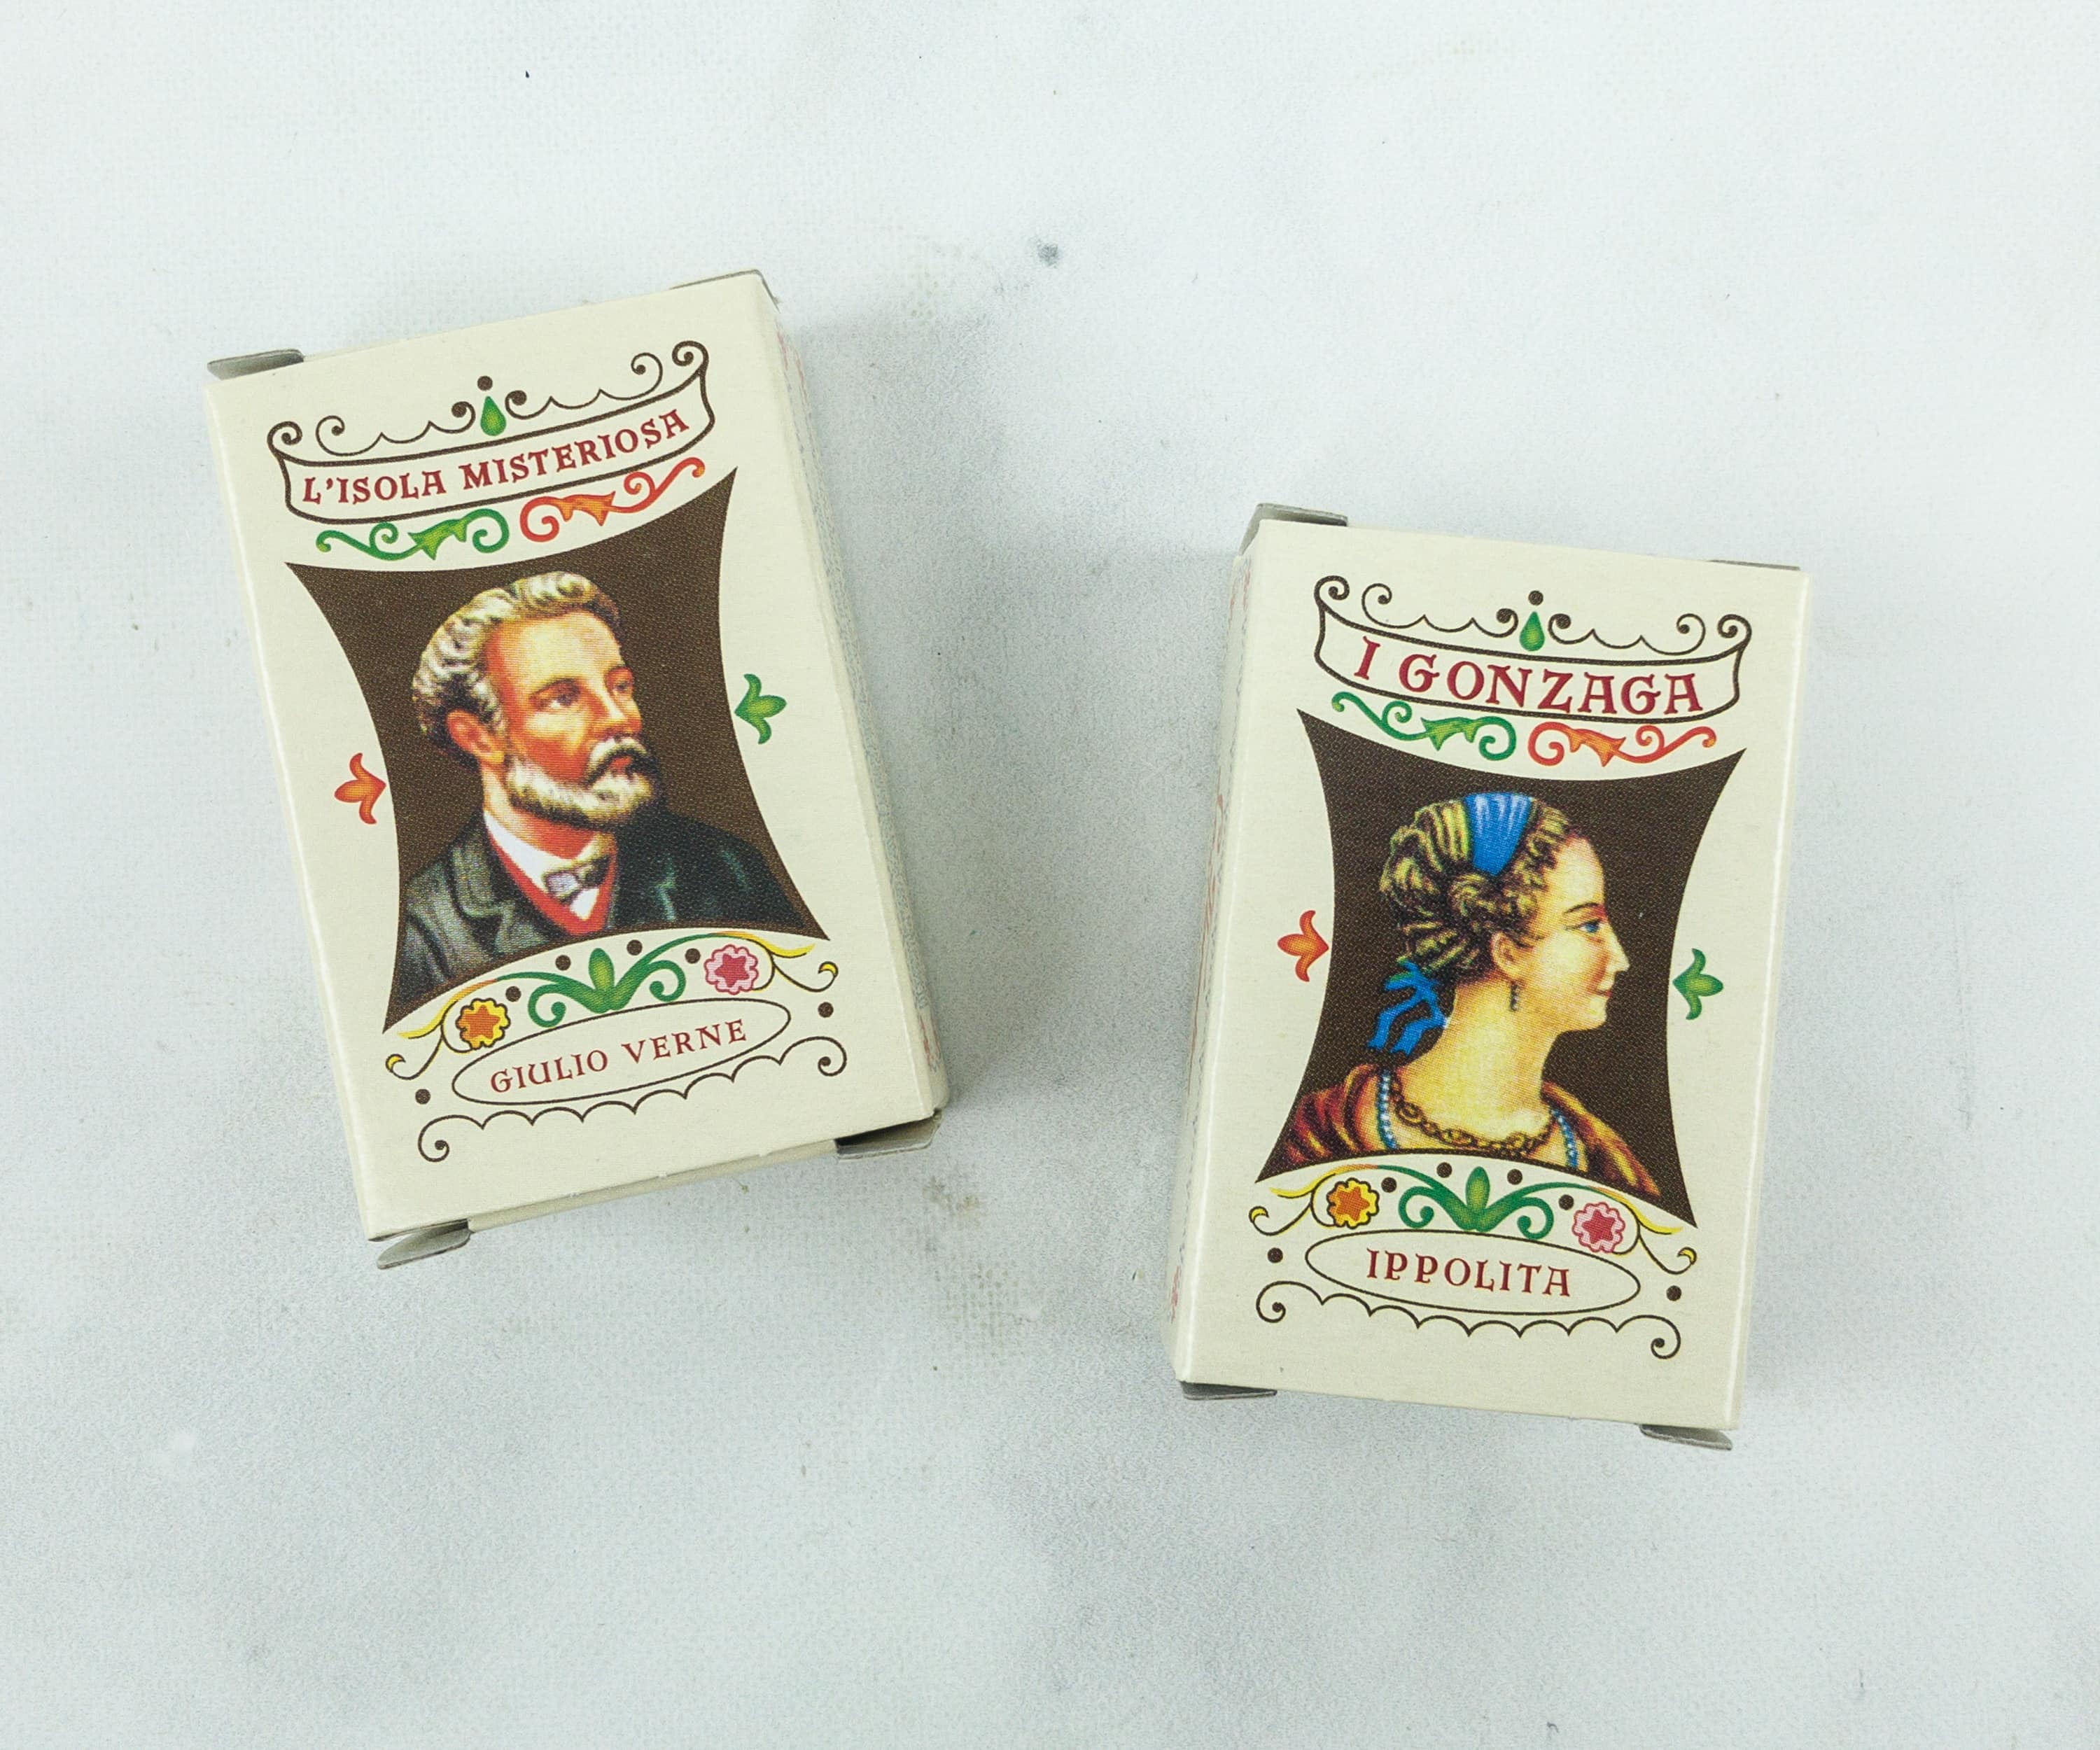 L'ISOLA MISTERIOSA
GIULIO VERNE
I GONZAGA
IPPOLITA